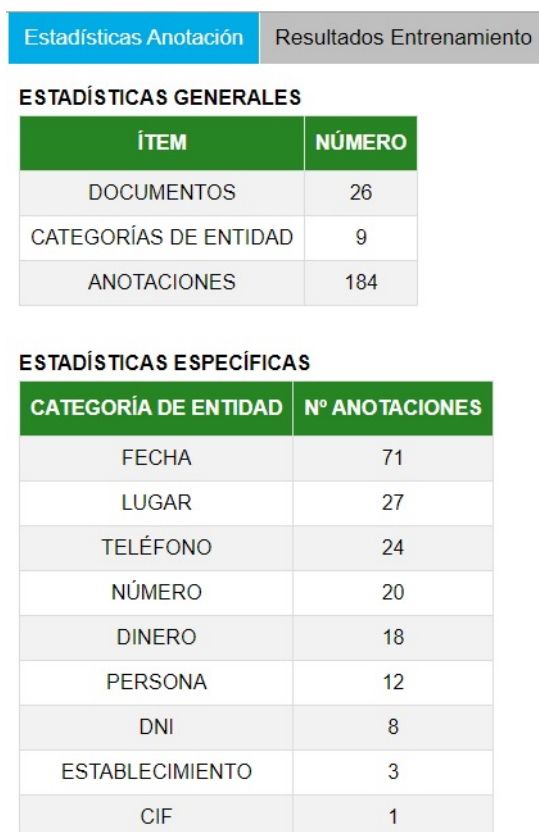 Estadísticas Anotación Resultados Entrenamiento
ESTADÍSTICAS GENERALES
ÍTEM NÚMERO
DOCUMENTOS 26
CATEGORÍAS DE ENTIDAD 9
ANOTACIONES 184
ESTADÍSTICAS ESPECÍFICAS
CATEGORÍA DE ENTIDAD Nº ANOTACIONES
FECHA 71
LUGAR 27
TELÉFONO 24
NÚMERO 20
DINERO 18
PERSONA 12
DNI 8
ESTABLECIMIENTO 3
CIF 1